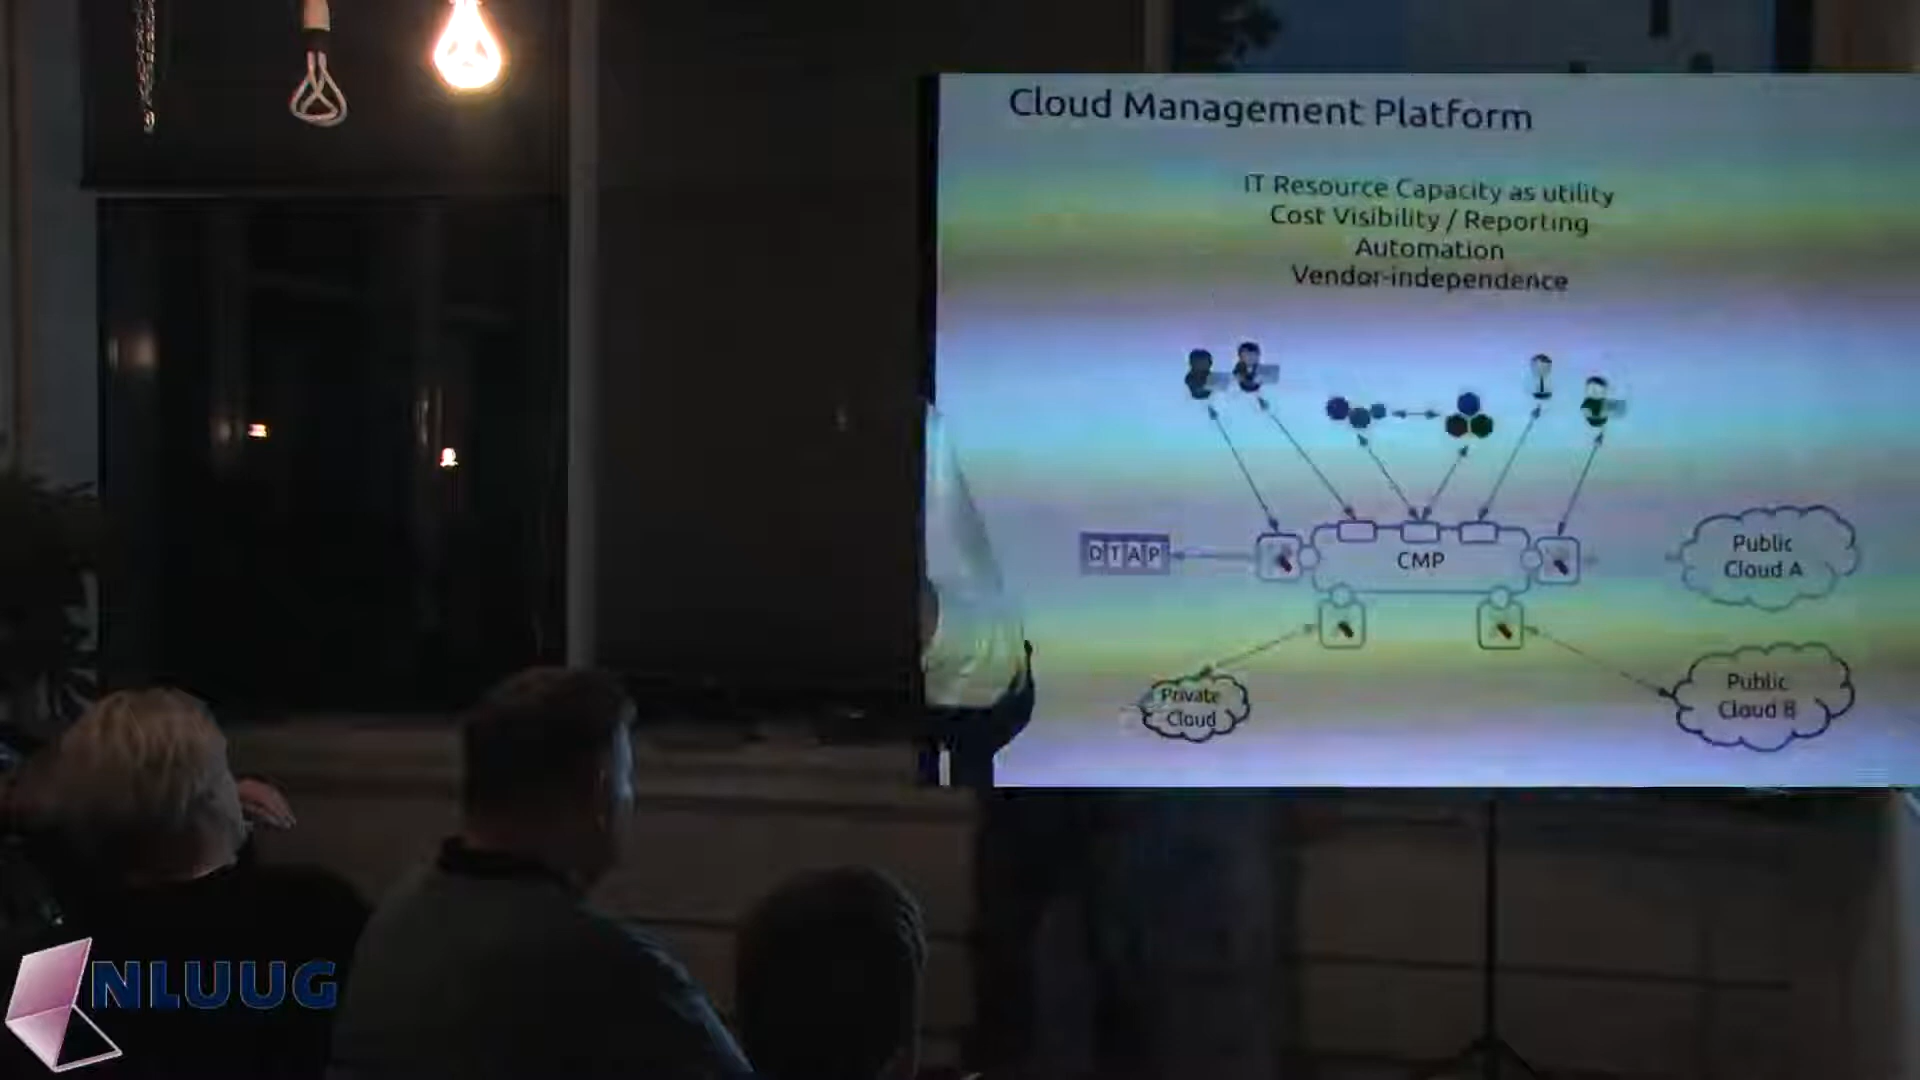 Cloud Management Platform
IT Resource Capacity as utility
Cost Visibility / Reporting
Automation
Vendor-independence
DTAP
CMP
Public
Cloud A
Public
Cloud B
Private
Cloud
NLUUG